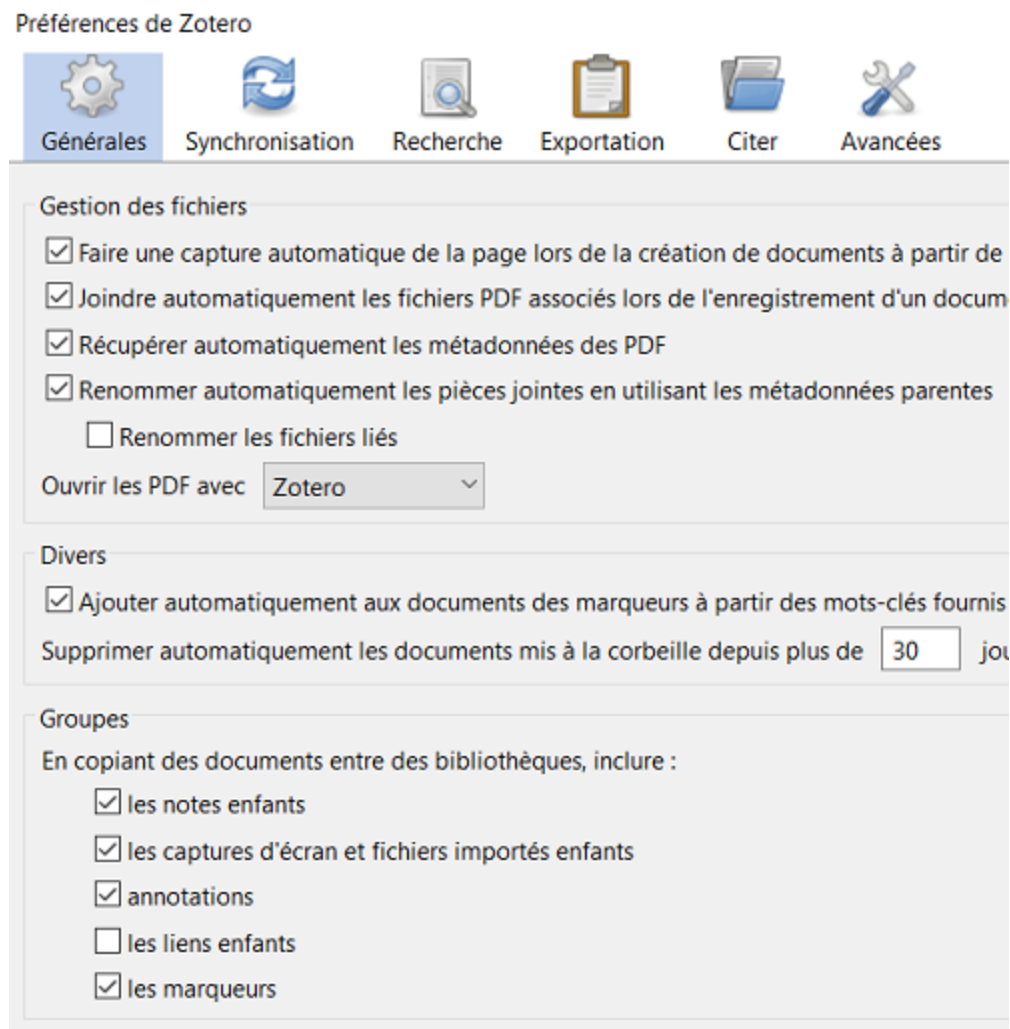 Préférences de Zotero
Générales Synchronisation Recherche Exportation Citer Avancées
Gestion des fichiers
Faire une capture automatique de la page lors de la création de documents à partir de
Joindre automatiquement les fichiers PDF associés lors de l'enregistrement d'un
Récupérer automatiquement les métadonnées des PDF
Renommer automatiquement les pièces jointes en utilisant les métadonnées parentes
Renommer les fichiers liés
Ouvrir les PDF avec Zotero
Divers
Ajouter automatiquement aux documents des marqueurs à partir des mots-clés fournis
Supprimer automatiquement les documents mis à la corbeille depuis plus de 30
Groupes
En copiant des documents entre des bibliothèques, inclure :
les notes enfants
les captures d'écran et fichiers importés enfants
annotations
les liens enfants
les marqueurs